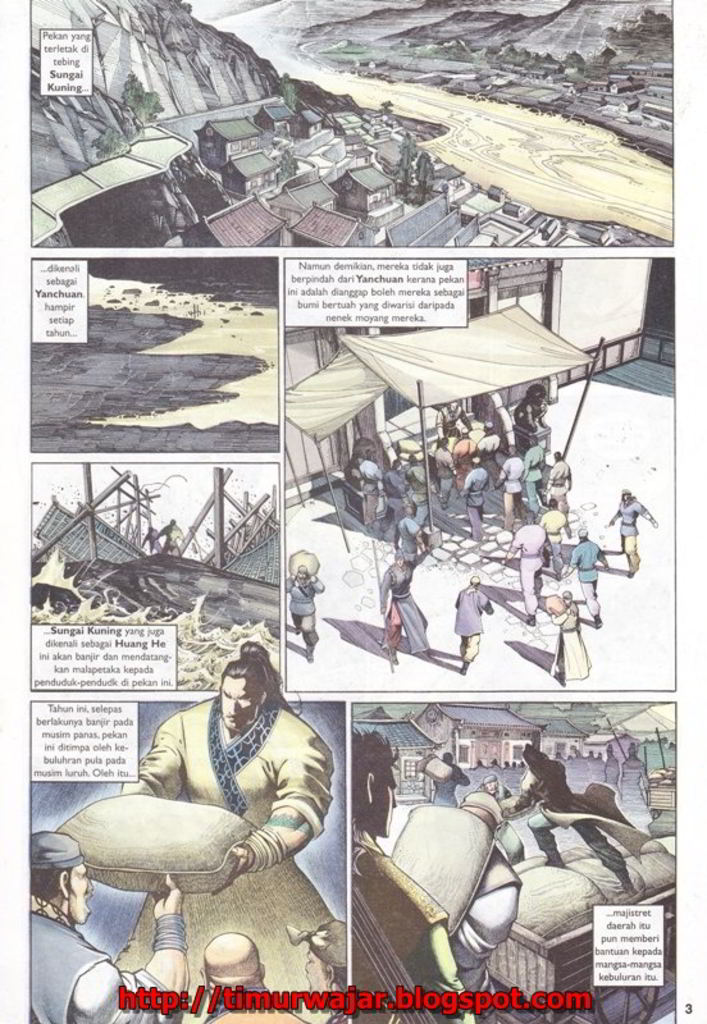 Pekan yang
terletak di
tebing
Sungai
Kuning...
...dikenali
sebagai
Yanchuan.
hampir
setiap
tahun...
Namun demikian, mereka tidak juga
berpindah dari Yanchuan kerana pekan
ini adalah dianggap boleh mereka sebagai
bumi bertuah yang diwarisi daripada
nenek moyang mereka.
...Sungai Kuning yang juga
dikenali sebagai Huang He
ini akan banjir dan mendatang-
kan malapetaka kepada
penduduk-pendudk di pekan ini.
Tahun ini, selepas
berlakunya banjir pada
musim panas, pekan
ini ditimpa oleh ke-
buluhran pula pada
musim luruh. Oleh itu...
...majistret
daerah itu
pun memberi
bantuan kepada
mangsa-mangsa
kebuluran itu.
http://timurwajar.blogspot.com
3